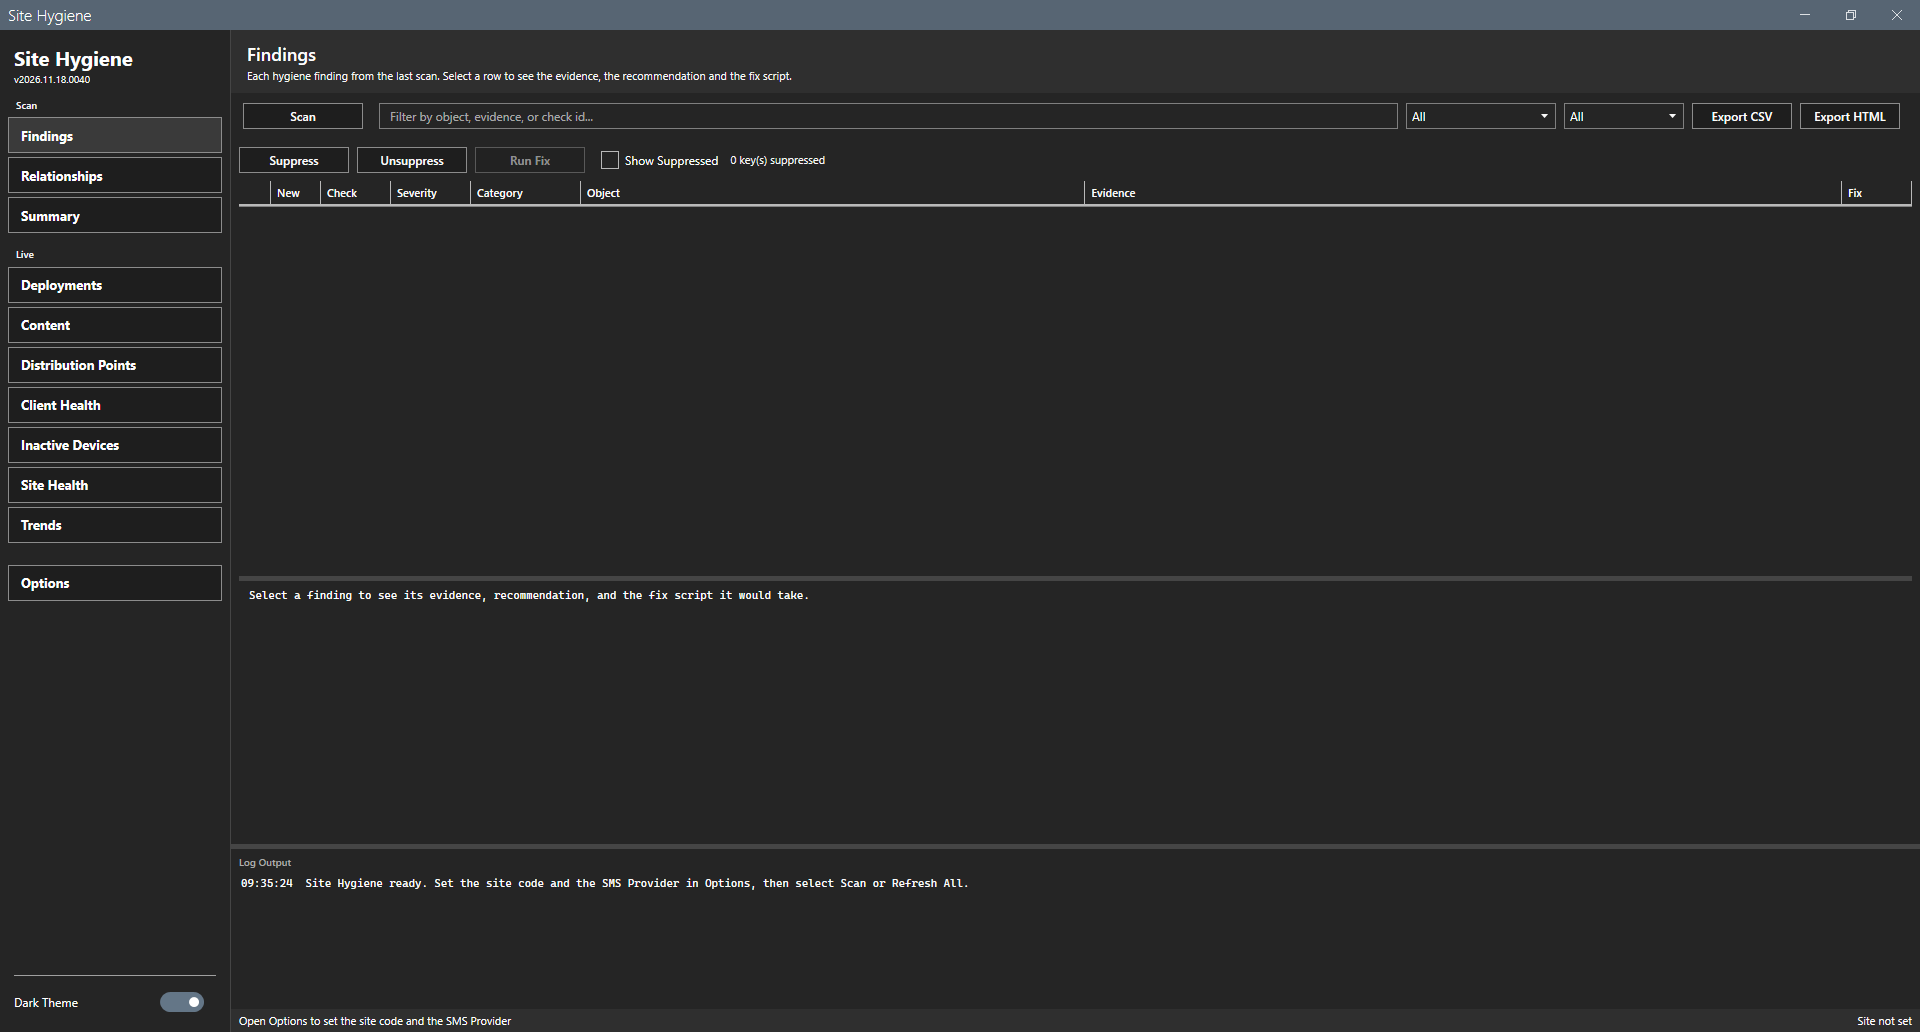 Site Hygiene
Site Hygiene
v2026.11.18.0040
Scan
Findings
Relationships
Summary
Live
Deployments
Content
Distribution Points
Client Health
Inactive Devices
Site Health
Trends
Options
Dark Theme
Findings
Each hygiene finding from the last scan. Select a row to see the evidence, the recommendation and the fix script.
Scan Filter by object, evidence, or check id... All All Export CSV Export HTML
Suppress Unsuppress Run Fix Show Suppressed 0 key(s) suppressed
New Check Severity Category Object Evidence Fix
Select a finding to see its evidence, recommendation, and the fix script it would take.
Log Output
09:35:24 Site Hygiene ready. Set the site code and the SMS Provider in Options, then select Scan or Refresh All.
Open Options to set the site code and the SMS Provider Site not set